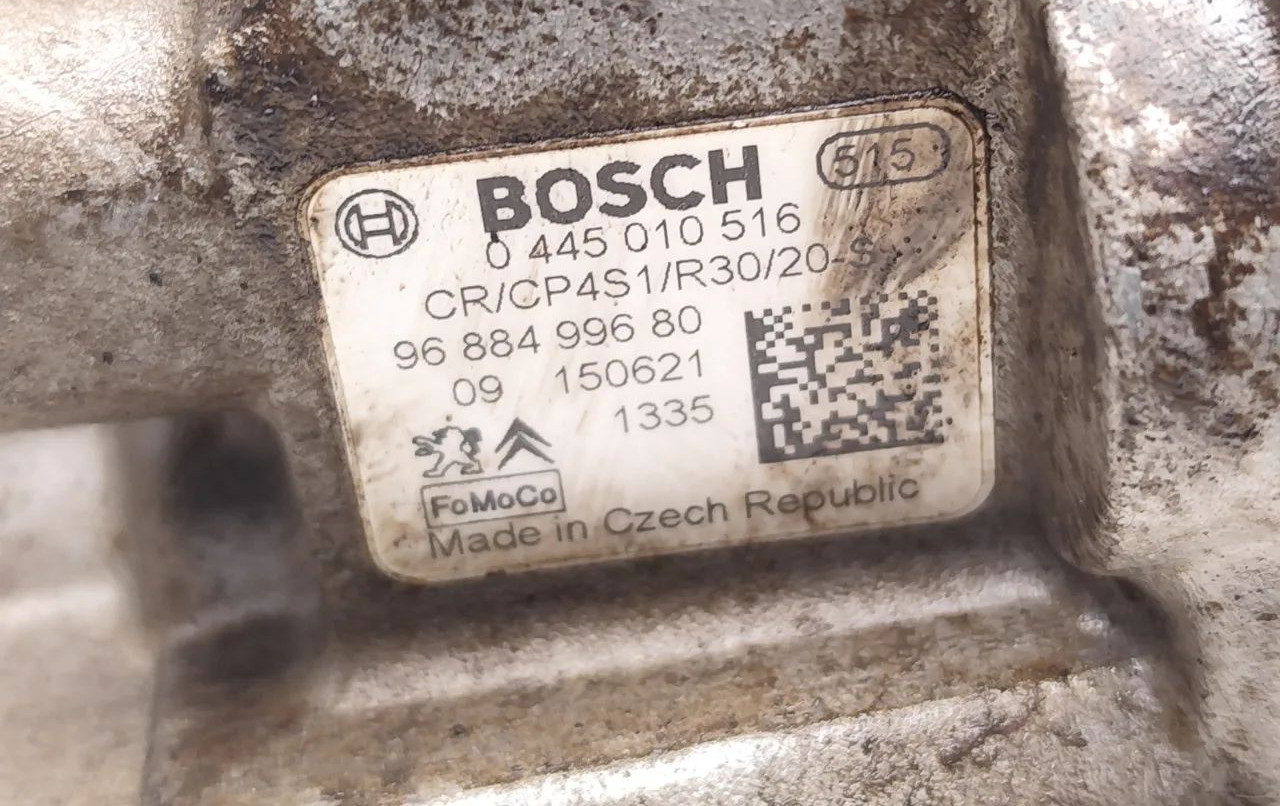 BOSCH 515
0 445 010 516
CR/CP4S1/R30/20-S
96 884 996 80
09 150621
1335
FoMoCo
Made in Czech Republic